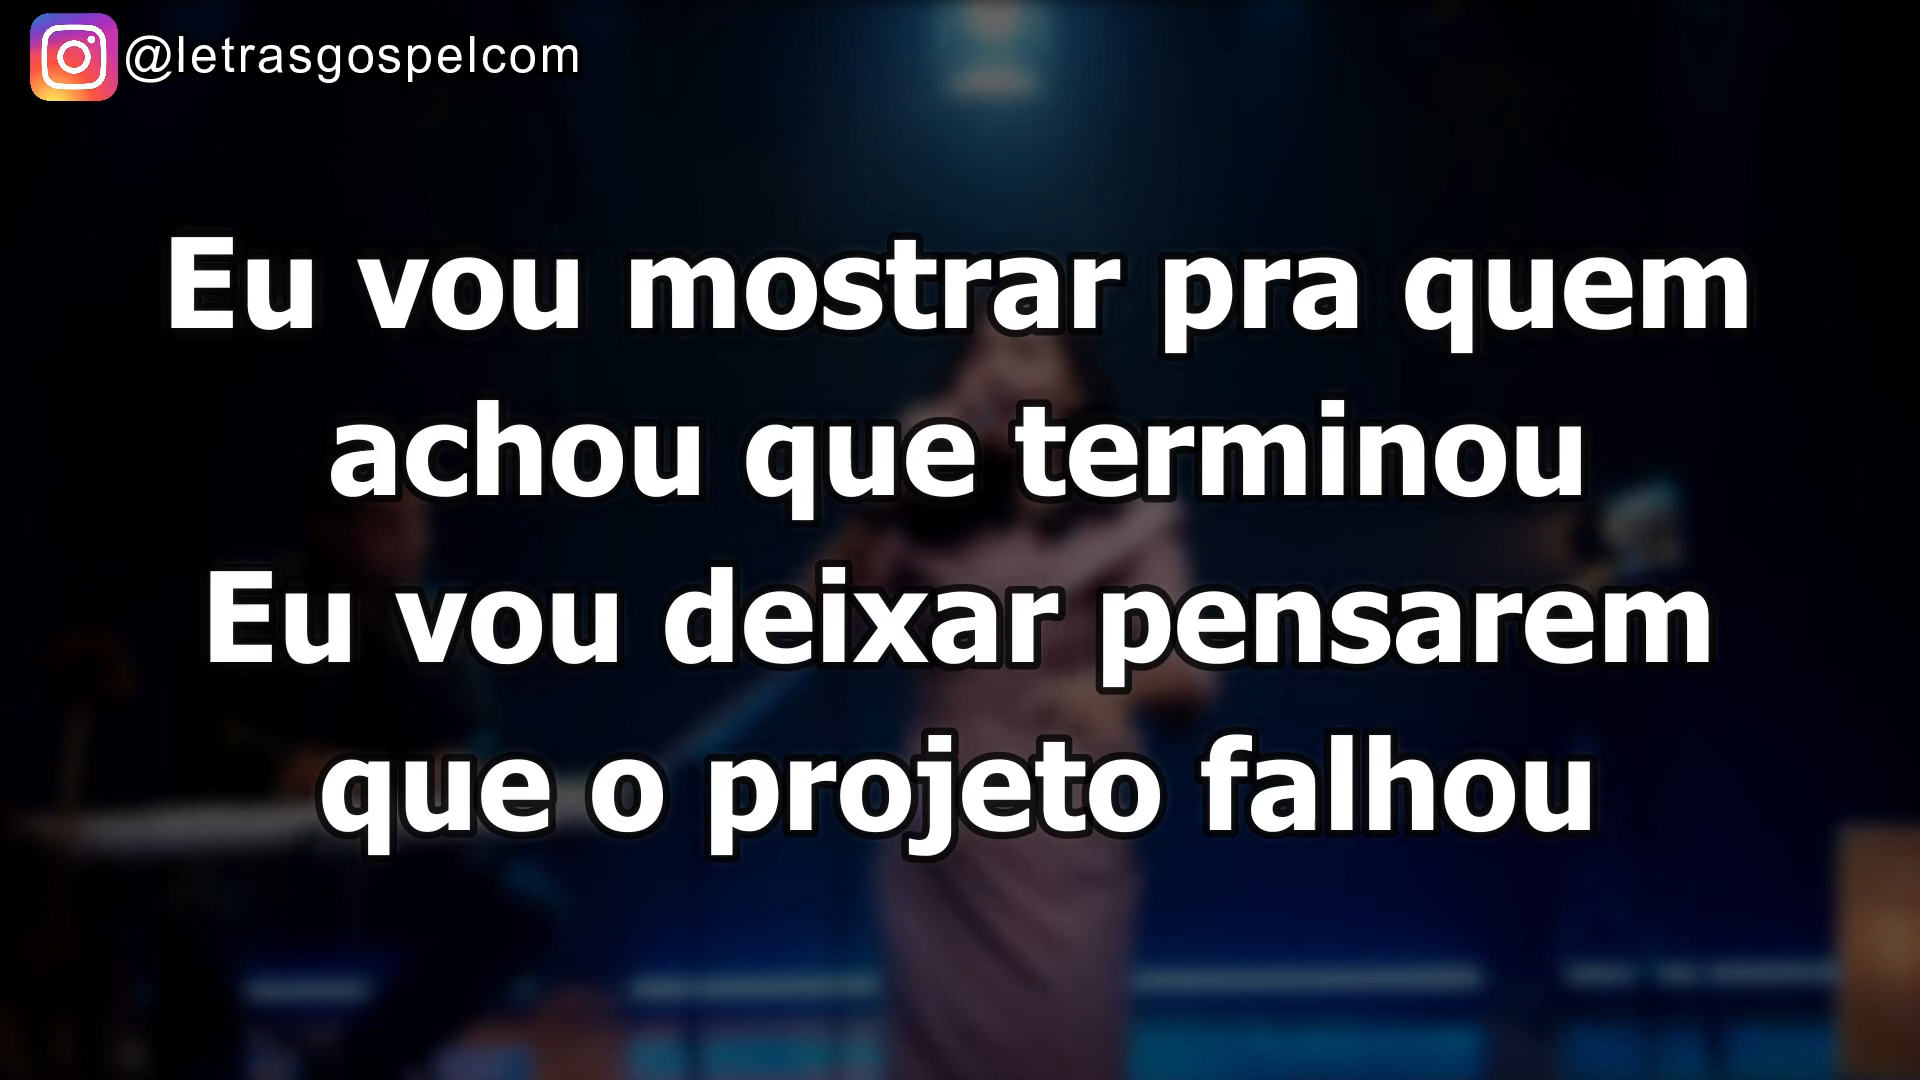 @letrasgospelcom
Eu vou mostrar pra quem
achou que terminou
Eu vou deixar pensarem
que o projeto falhou